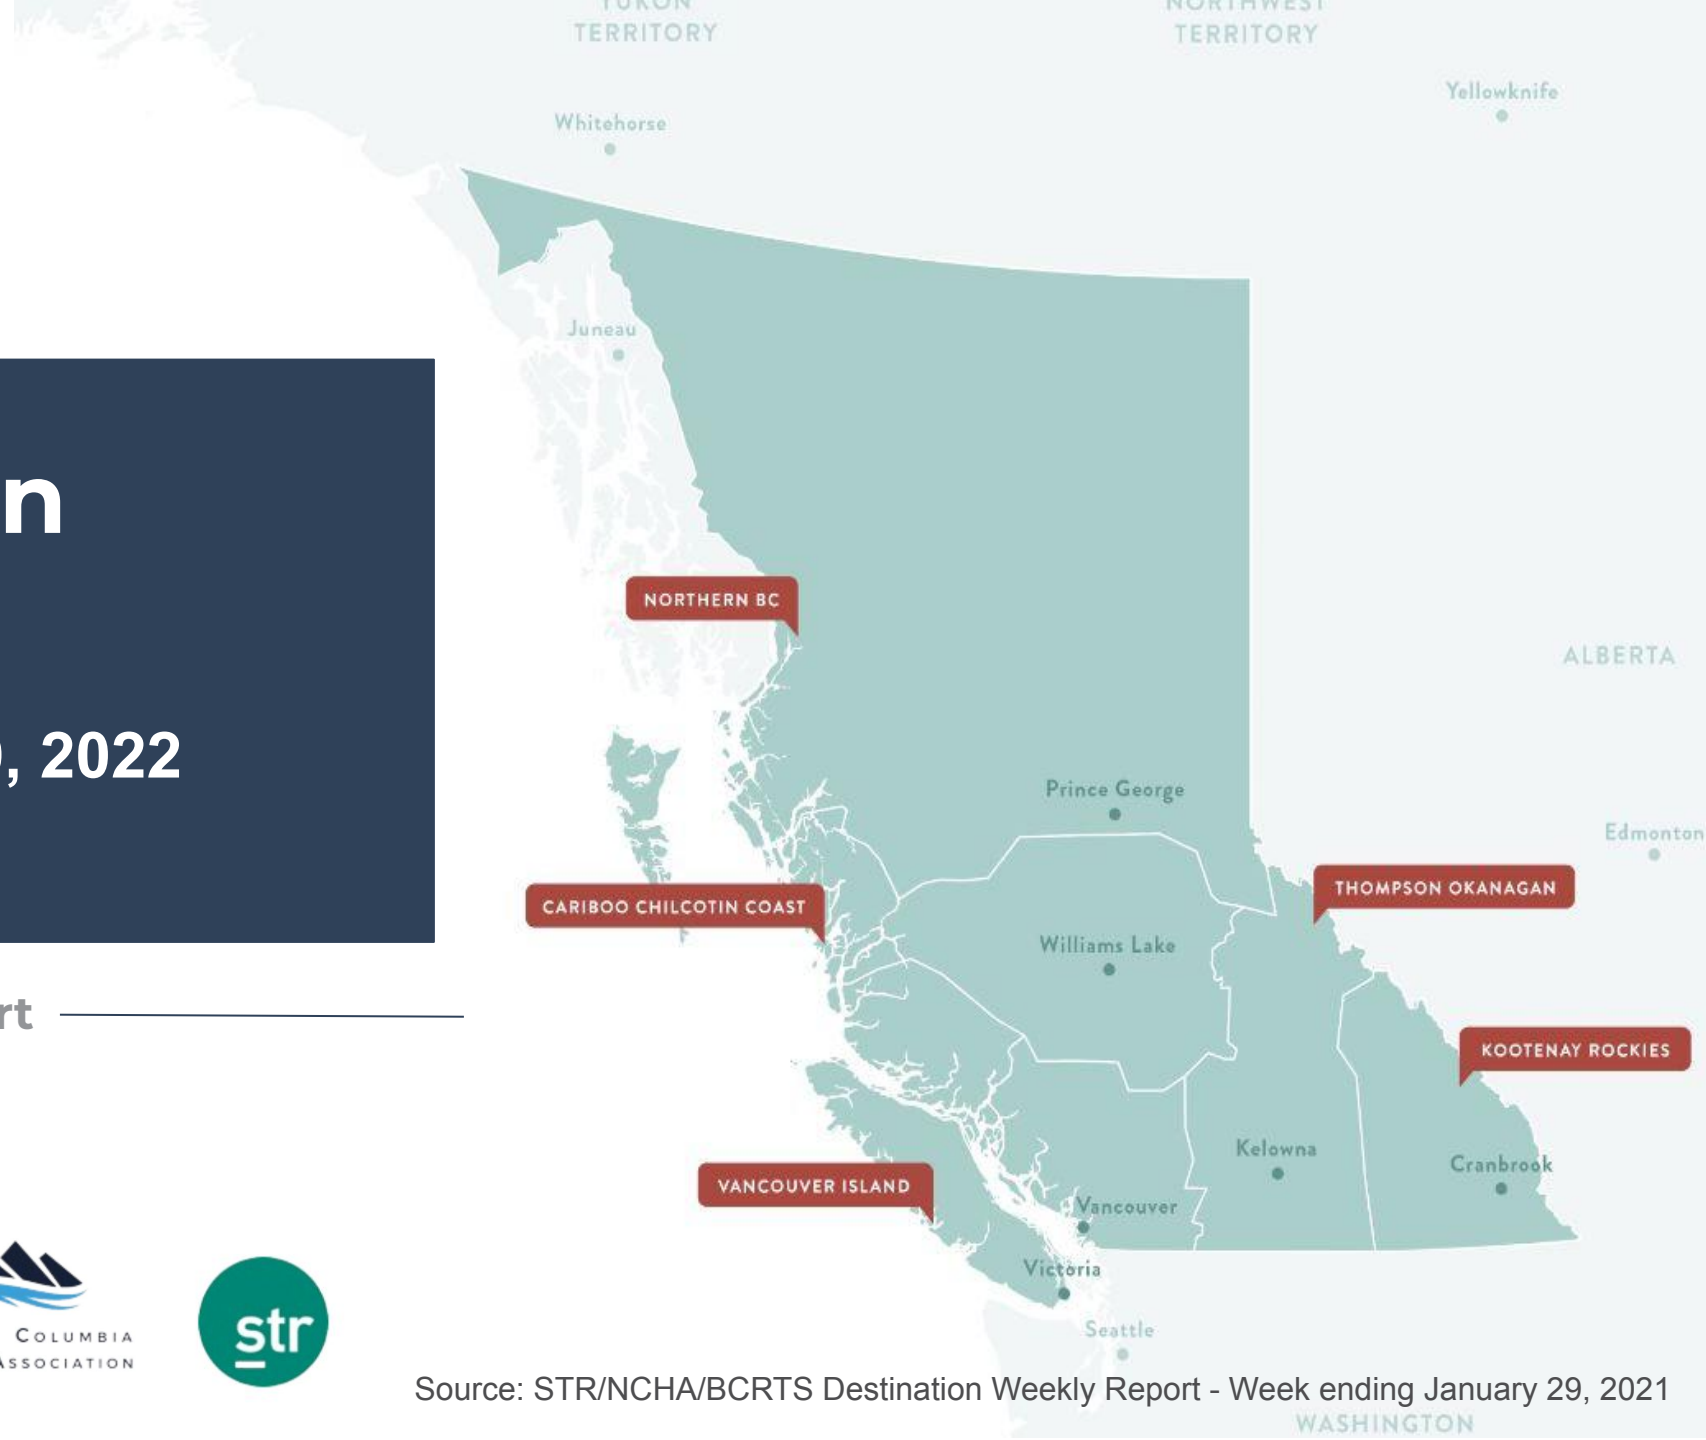 YUKON
TERRITORY
NORTHWEST
TERRITORY
Yellowknife
Whitehorse
Juneau
n
NORTHERN BC
ALBERTA
, 2022
Prince George
Edmonton
THOMPSON OKANAGAN
CARIBOO CHILCOTIN COAST
Williams Lake
rt
KOOTENAY ROCKIES
Kelowna
Cranbrook
VANCOUVER ISLAND
Vancouver
Victoria
COLUMBIA
ASSOCIATION
str
Seattle
Source: STR/NCHA/BCRTS Destination Weekly Report - Week ending January 29, 2021
WASHINGTON